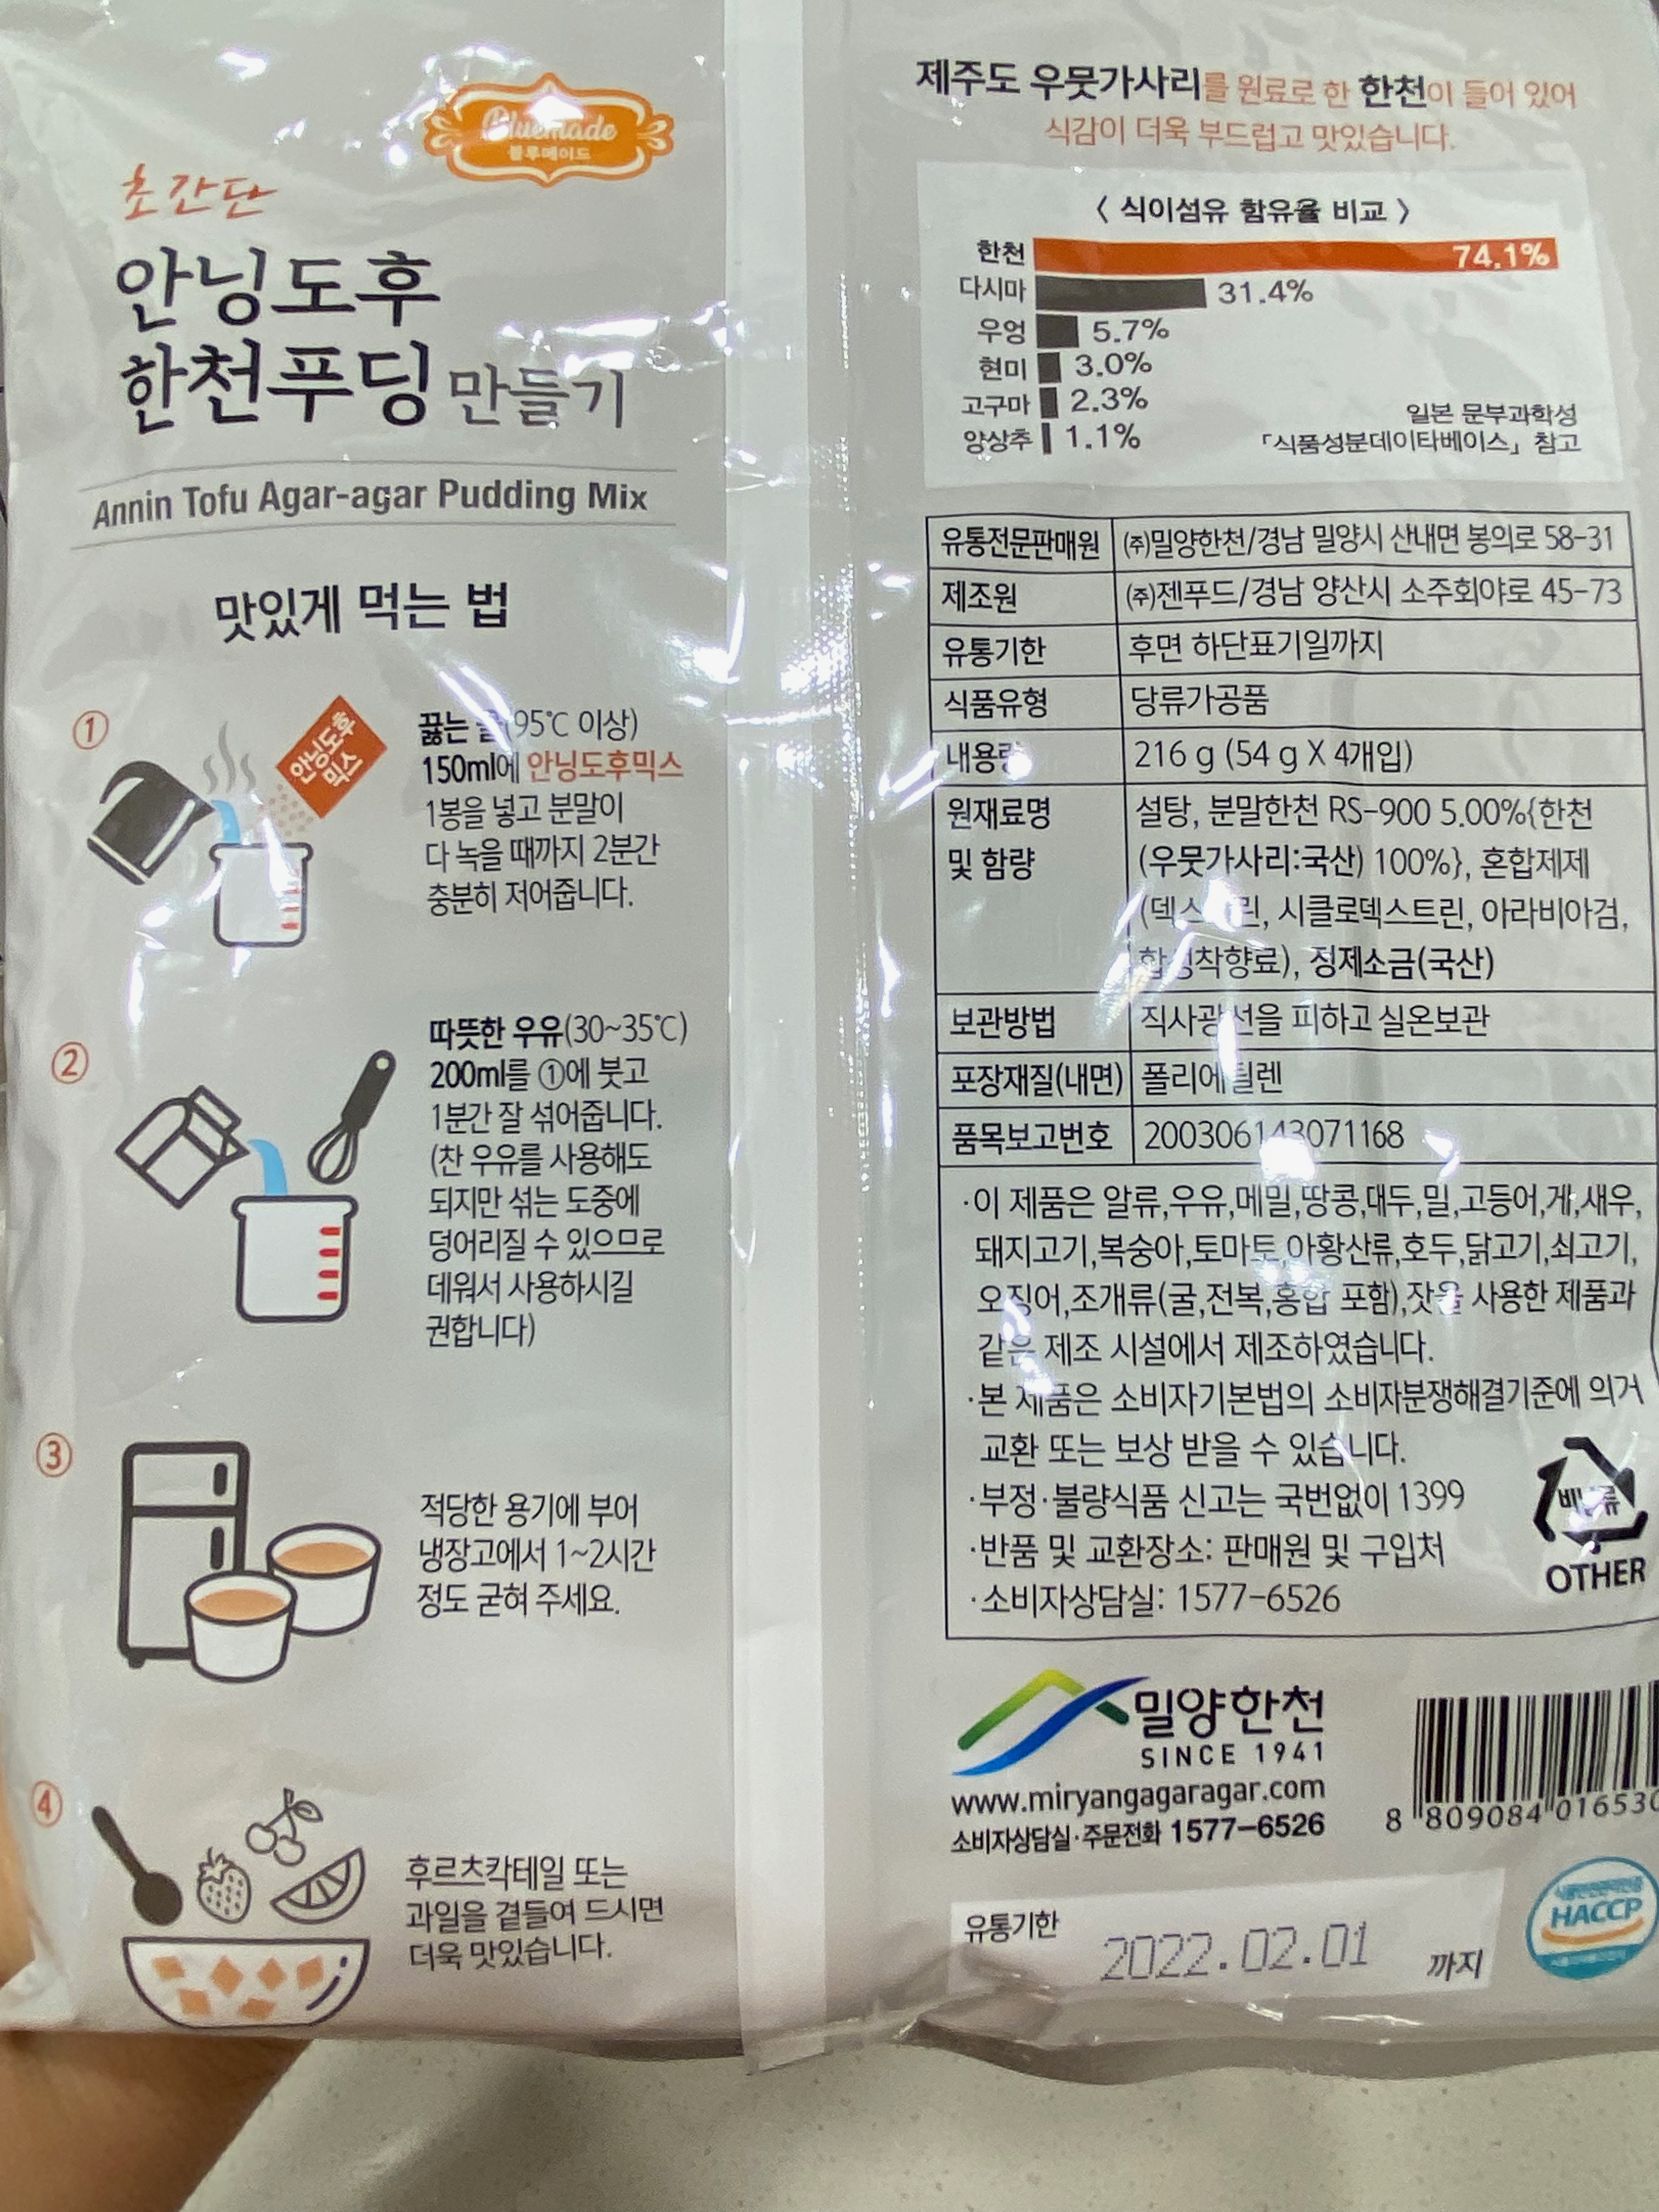 Bluemade
블루메이드
초간단
안닝도후
한천푸딩 만들기
Annin Tofu Agar-agar Pudding Mix
맛있게 먹는 법
①
안닝도후
믹스
끓는 물(95℃ 이상)
150ml에 안닝도후믹스
1봉을 넣고 분말이
다 녹을 때까지 2분간
충분히 저어줍니다.
②
따뜻한 우유(30~35℃)
200ml를 ①에 붓고
1분간 잘 섞어줍니다.
(찬 우유를 사용해도
되지만 섞는 도중에
덩어리질 수 있으므로
데워서 사용하시길
권합니다)
③
적당한 용기에 부어
냉장고에서 1~2시간
정도 굳혀 주세요.
④
후르츠칵테일 또는
과일을 곁들여 드시면
더욱 맛있습니다.
제주도 우뭇가사리를 원료로 한 한천이 들어 있어
식감이 더욱 부드럽고 맛있습니다.
〈 식이섬유 함유율 비교 〉
한천 74.1%
다시마 31.4%
우엉 5.7%
현미 3.0%
고구마 2.3%
양상추 1.1%
일본 문부과학성
「식품성분데이타베이스」 참고
유통전문판매원 ㈜밀양한천/경남 밀양시 산내면 봉의로 58-31
제조원 ㈜젠푸드/경남 양산시 소주회야로 45-73
유통기한 후면 하단표기일까지
식품유형 당류가공품
내용량 216 g (54 g X 4개입)
원재료명 설탕, 분말한천 RS-900 5.00%{한천
및 함량 (우뭇가사리:국산) 100%}, 혼합제제
(덱스트린, 시클로덱스트린, 아라비아검,
합성착향료), 정제소금(국산)
보관방법 직사광선을 피하고 실온보관
포장재질(내면) 폴리에틸렌
품목보고번호 200306143071168
·이 제품은 알류,우유,메밀,땅콩,대두,밀,고등어,게,새우,
돼지고기,복숭아,토마토,아황산류,호두,닭고기,쇠고기,
오징어,조개류(굴,전복,홍합 포함),잣을 사용한 제품과
같은 제조 시설에서 제조하였습니다.
·본 제품은 소비자기본법의 소비자분쟁해결기준에 의거
교환 또는 보상 받을 수 있습니다.
·부정·불량식품 신고는 국번없이 1399
·반품 및 교환장소: 판매원 및 구입처
·소비자상담실: 1577-6526
비닐류
OTHER
밀양한천
SINCE 1941
www.miryangagaragar.com
소비자상담실·주문전화 1577-6526
8 809084 01653
유통기한
2022.02.01 까지
HACCP